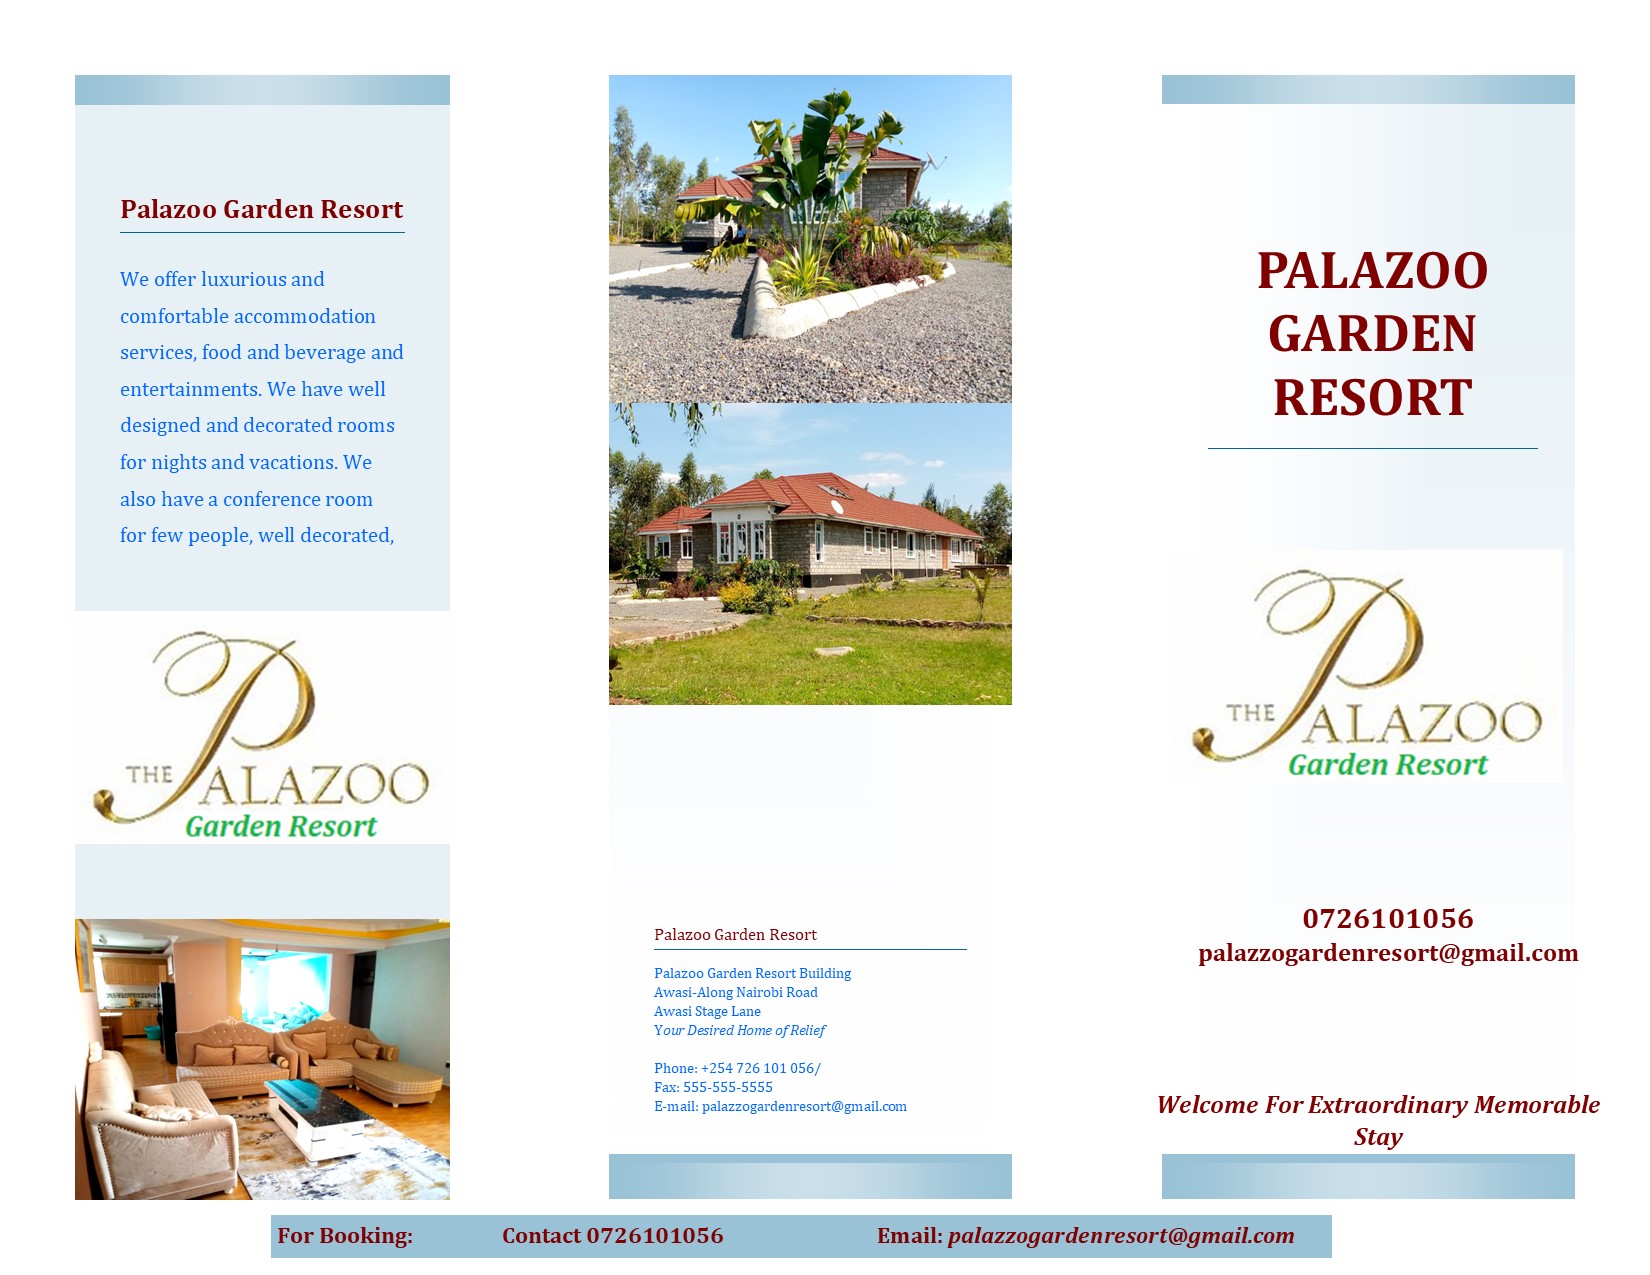 Palazoo Garden Resort
We offer luxurious and
comfortable accommodation
services, food and beverage and
entertainments. We have well
designed and decorated rooms
for nights and vacations. We
also have a conference room
for few people, well decorated,
THE PALAZOO
Garden Resort
Palazoo Garden Resort
Palazoo Garden Resort Building
Awasi-Along Nairobi Road
Awasi Stage Lane
Your Desired Home of Relief
Phone: +254 726 101 056/
Fax: 555-555-5555
E-mail: palazzogardenresort@gmail.com
PALAZOO
GARDEN
RESORT
THE PALAZOO
Garden Resort
0726101056
palazzogardenresort@gmail.com
Welcome For Extraordinary Memorable
Stay
For Booking: Contact 0726101056 Email: palazzogardenresort@gmail.com